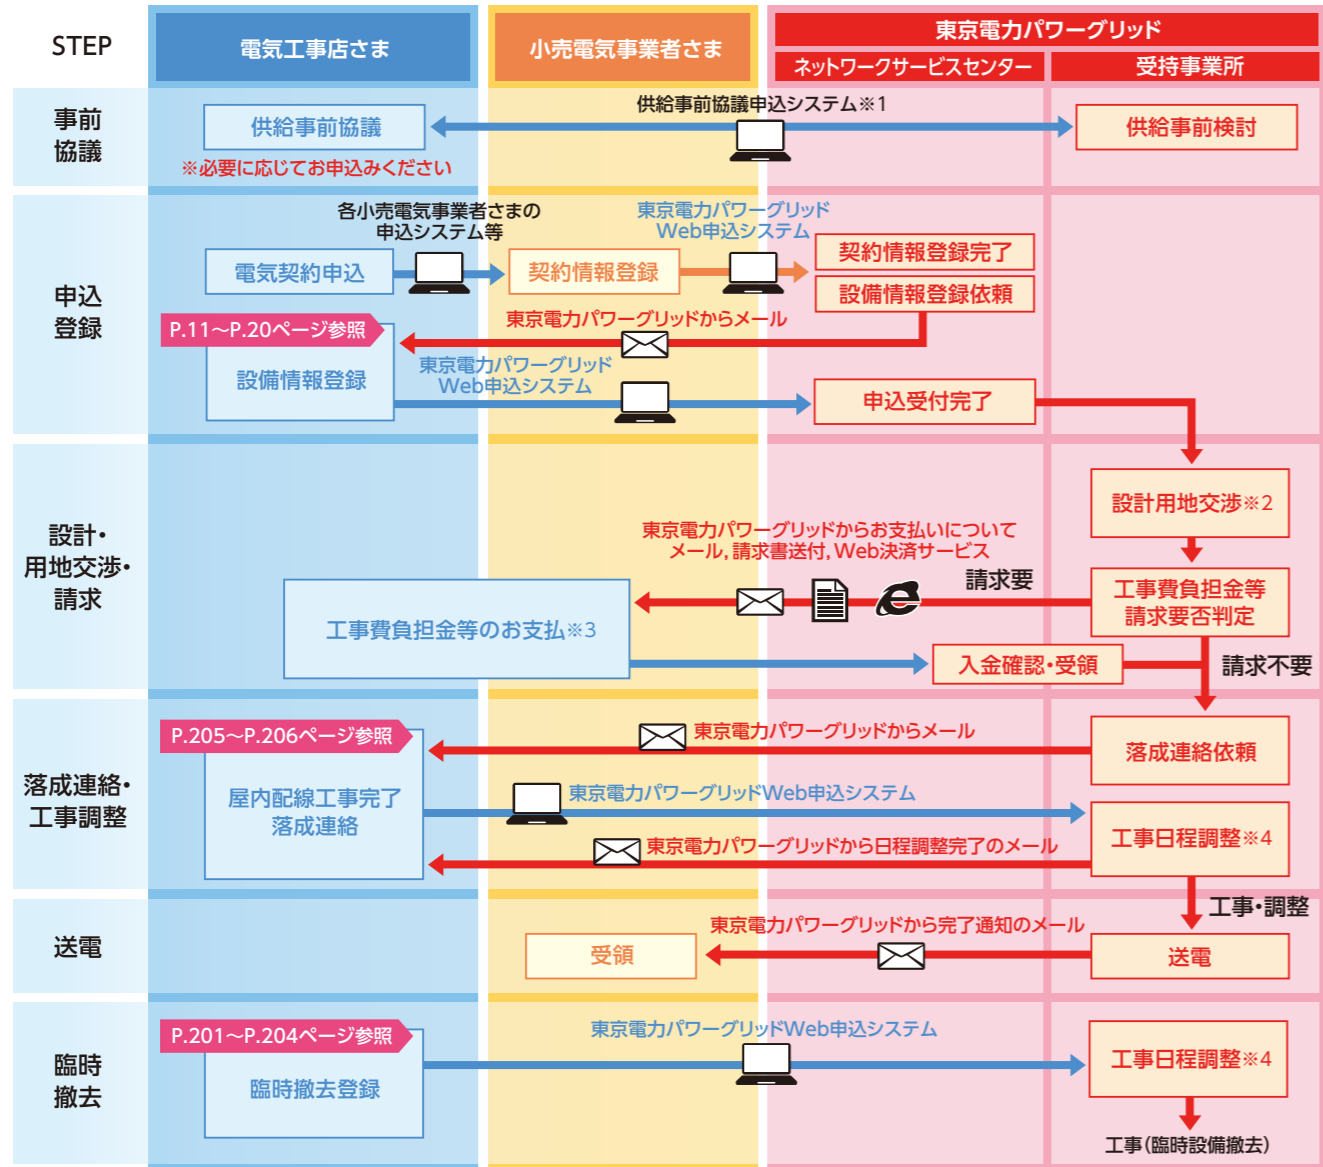 STEP
電気工事店さま
小売電気事業者さま
東京電力パワーグリッド
ネットワークサービスセンター
受持事業所
事前
協議
供給事前協議
※必要に応じてお申込みください
供給事前協議申込システム※1
供給事前検討
申込
登録
各小売電気事業者さまの
申込システム等
東京電力パワーグリッド
Web申込システム
電気契約申込
契約情報登録
契約情報登録完了
設備情報登録依頼
P.11～P.20ページ参照
東京電力パワーグリッドからメール
設備情報登録
東京電力パワーグリッド
Web申込システム
申込受付完了
設計・
用地交渉・
請求
設計用地交渉※2
東京電力パワーグリッドからお支払いについて
メール,請求書送付,Web決済サービス
請求要
工事費負担金等
請求要否判定
工事費負担金等のお支払※3
入金確認・受領
請求不要
落成連絡・
工事調整
P.205～P.206ページ参照
東京電力パワーグリッドからメール
落成連絡依頼
屋内配線工事完了
落成連絡
東京電力パワーグリッドWeb申込システム
工事日程調整※4
東京電力パワーグリッドから日程調整完了のメール
工事・調整
送電
東京電力パワーグリッドから完了通知のメール
受領
送電
臨時
撤去
P.201～P.204ページ参照
東京電力パワーグリッドWeb申込システム
臨時撤去登録
工事日程調整※4
工事（臨時設備撤去）